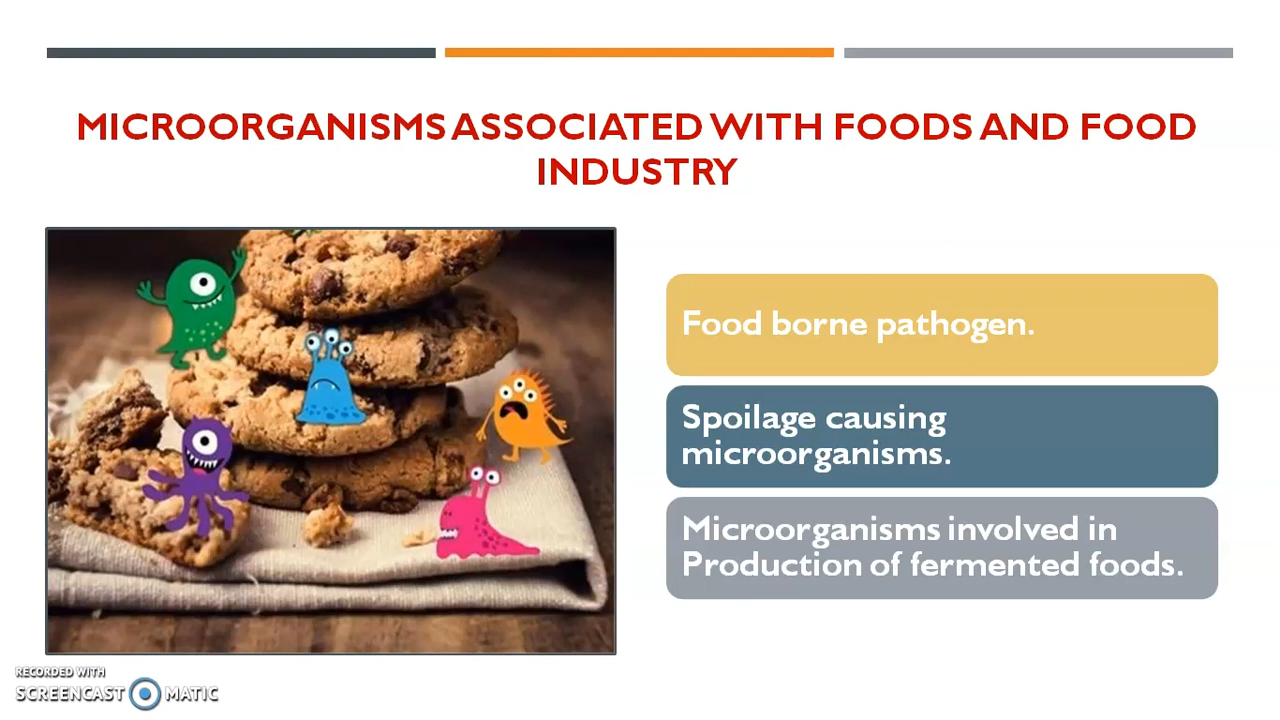 MICROORGANISMS ASSOCIATED WITH FOODS AND FOOD
INDUSTRY
Food borne pathogen.
Spoilage causing
microorganisms.
Microorganisms involved in
Production of fermented foods.
RECORDED WITH
SCREENCAST MATIC